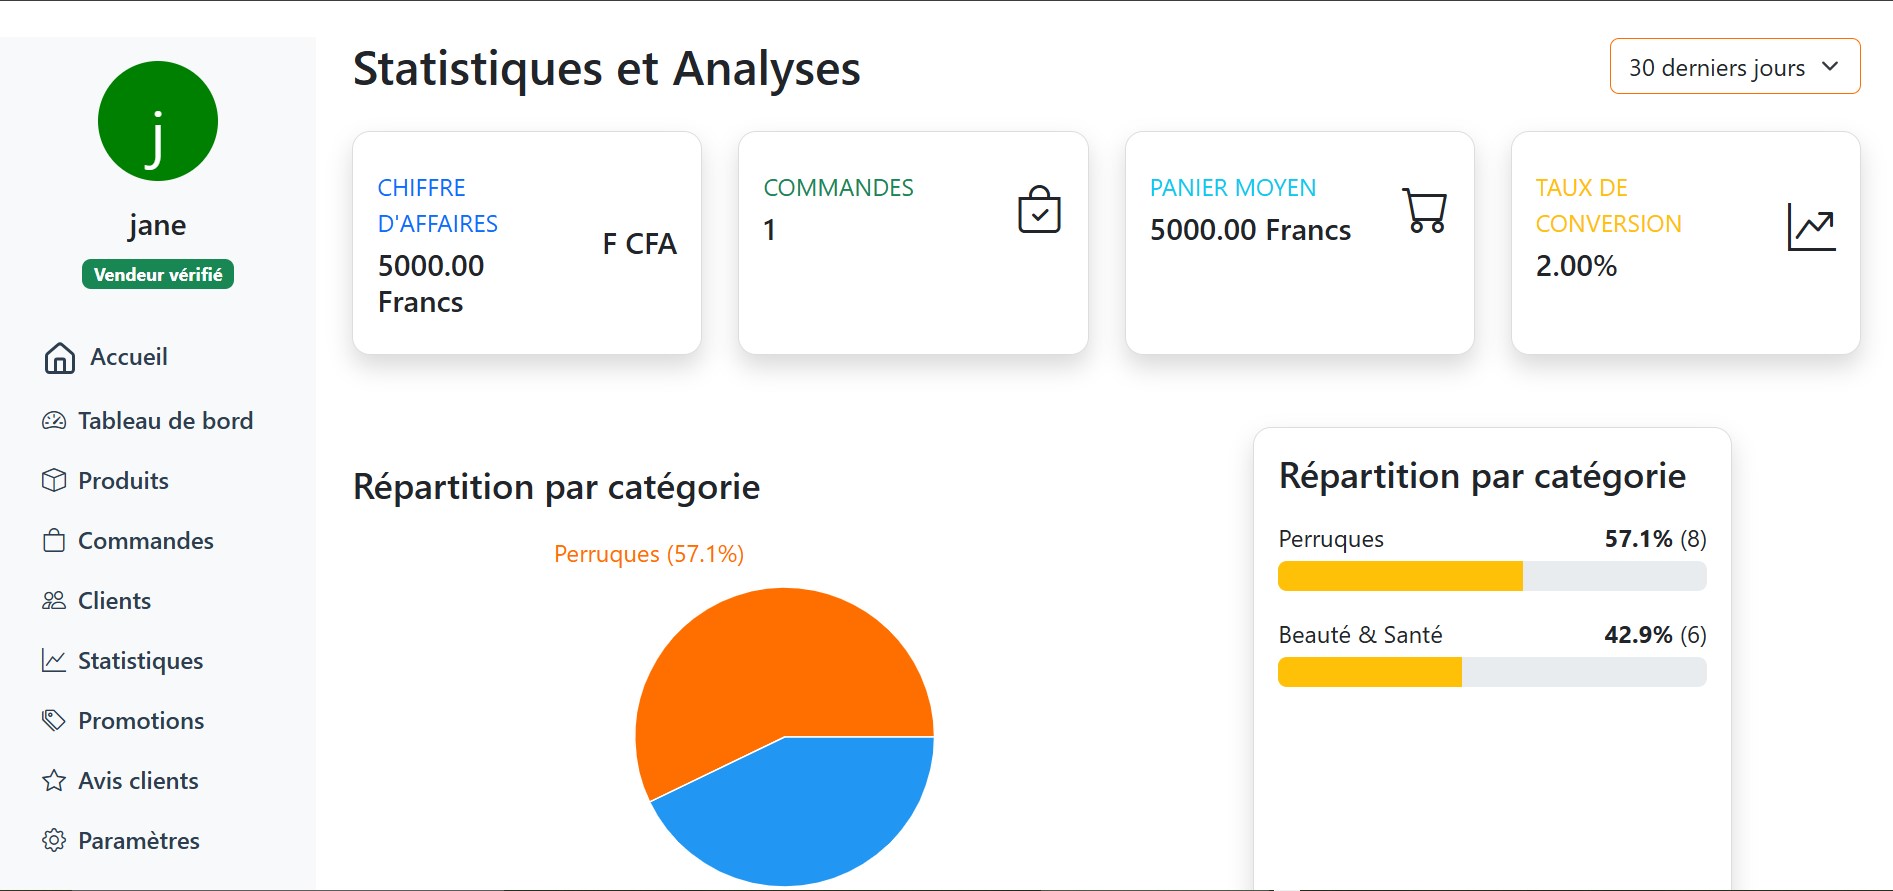 j
jane
Vendeur vérifié
Accueil
Tableau de bord
Produits
Commandes
Clients
Statistiques
Promotions
Avis clients
Paramètres
Statistiques et Analyses
30 derniers jours
CHIFFRE
D'AFFAIRES
5000.00
Francs
F CFA
COMMANDES
1
PANIER MOYEN
5000.00 Francs
TAUX DE
CONVERSION
2.00%
Répartition par catégorie
Perruques (57.1%)
Répartition par catégorie
Perruques 57.1% (8)
Beauté & Santé 42.9% (6)